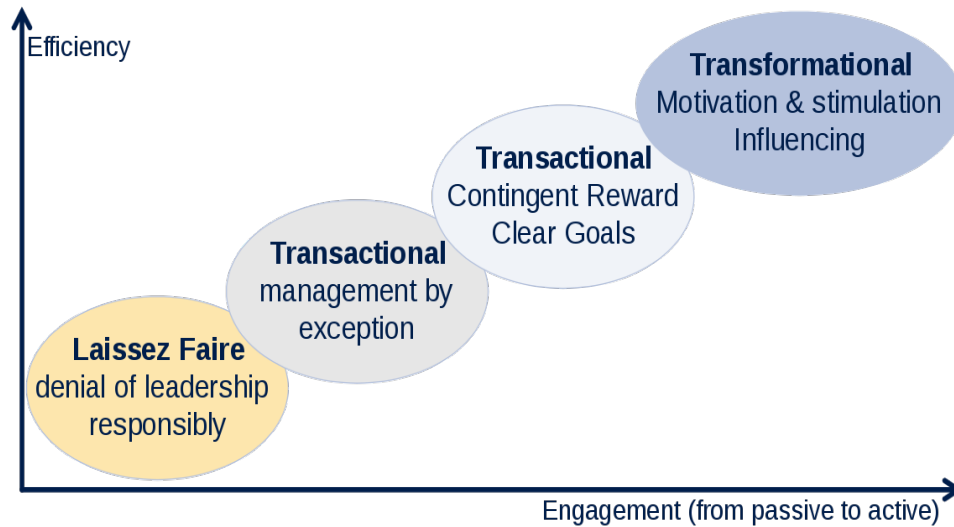 Efficiency
Transformational
Motivation & stimulation
Influencing
Transactional
Contingent Reward
Clear Goals
Transactional
management by
exception
Laissez Faire
denial of leadership
responsibly
Engagement (from passive to active)